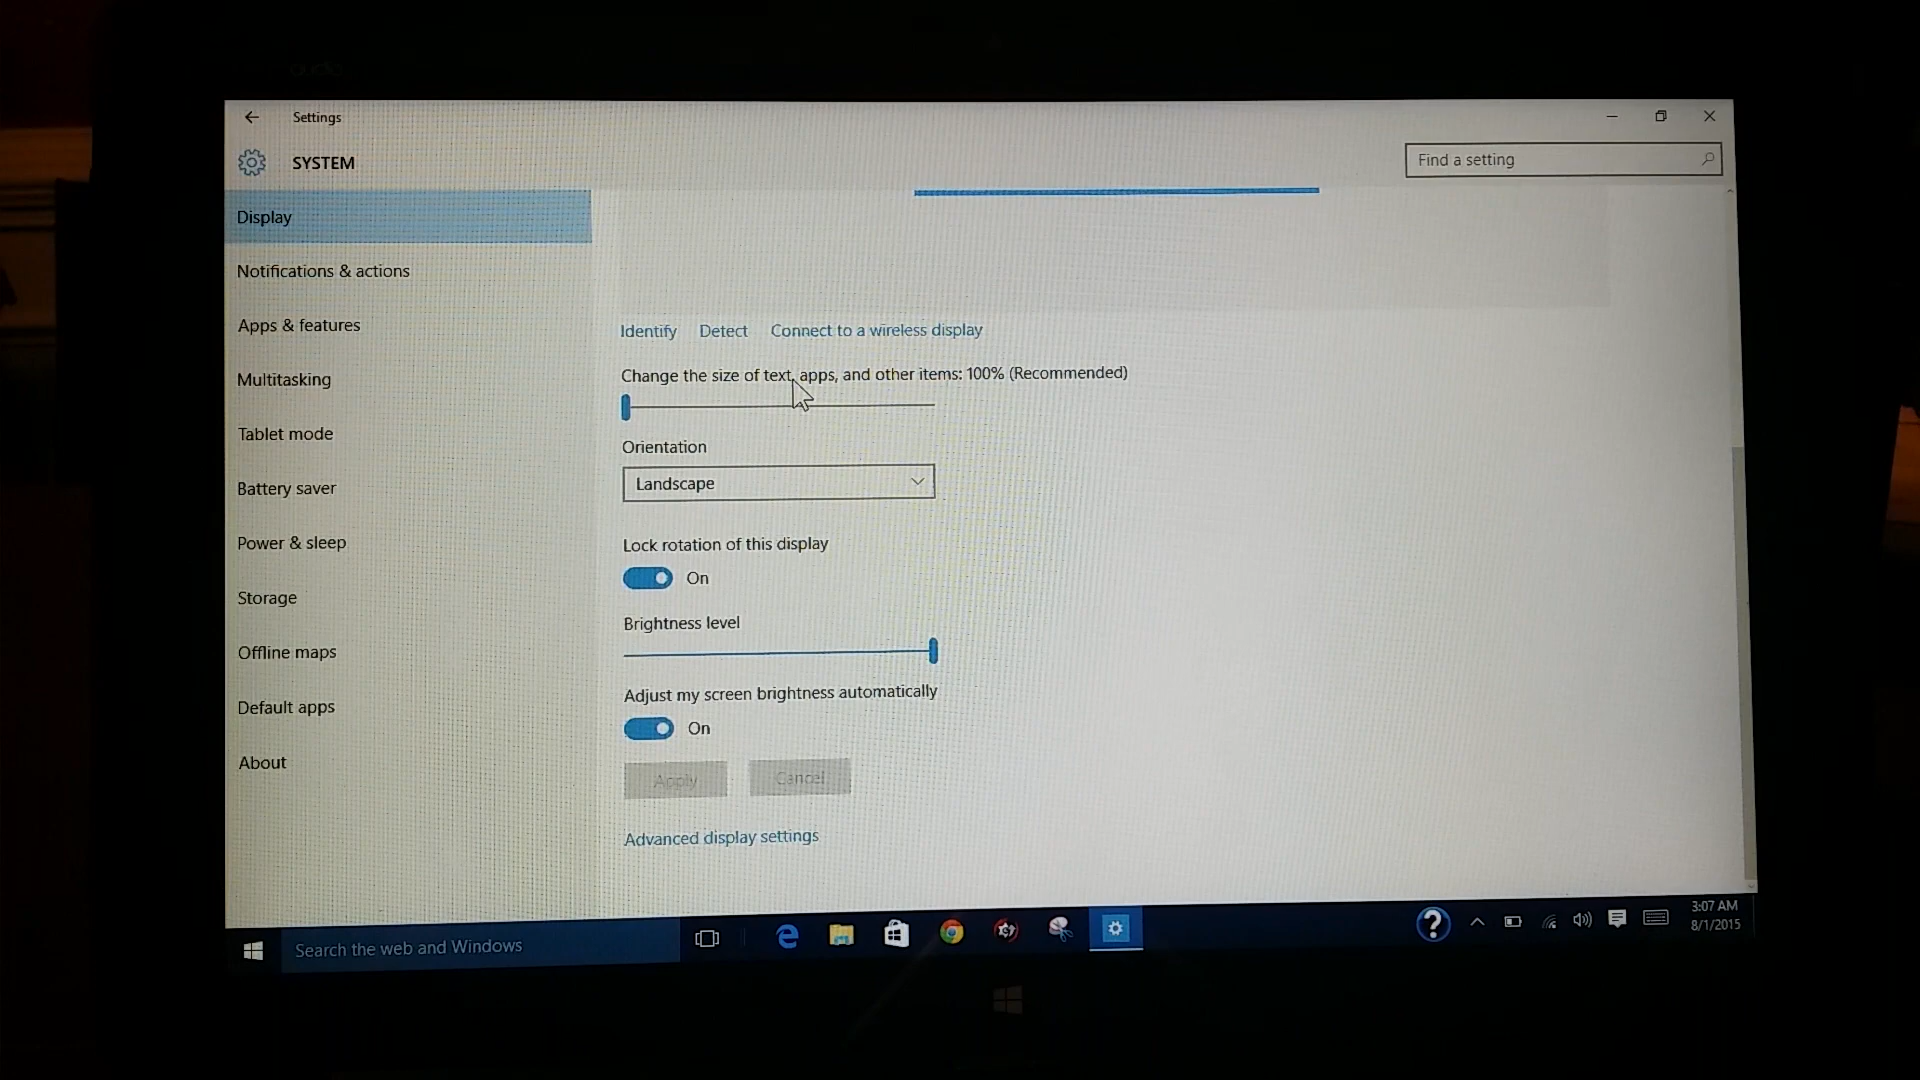 Settings
SYSTEM
Find a setting
Display
Notifications & actions
Apps & features
Multitasking
Tablet mode
Battery saver
Power & sleep
Storage
Offline maps
Default apps
About
Identify Detect Connect to a wireless display
Change the size of text, apps, and other items: 100% (Recommended)
Orientation
Landscape
Lock rotation of this display
On
Brightness level
Adjust my screen brightness automatically
On
Apply Cancel
Advanced display settings
Search the web and Windows
3:07 AM
8/1/2015